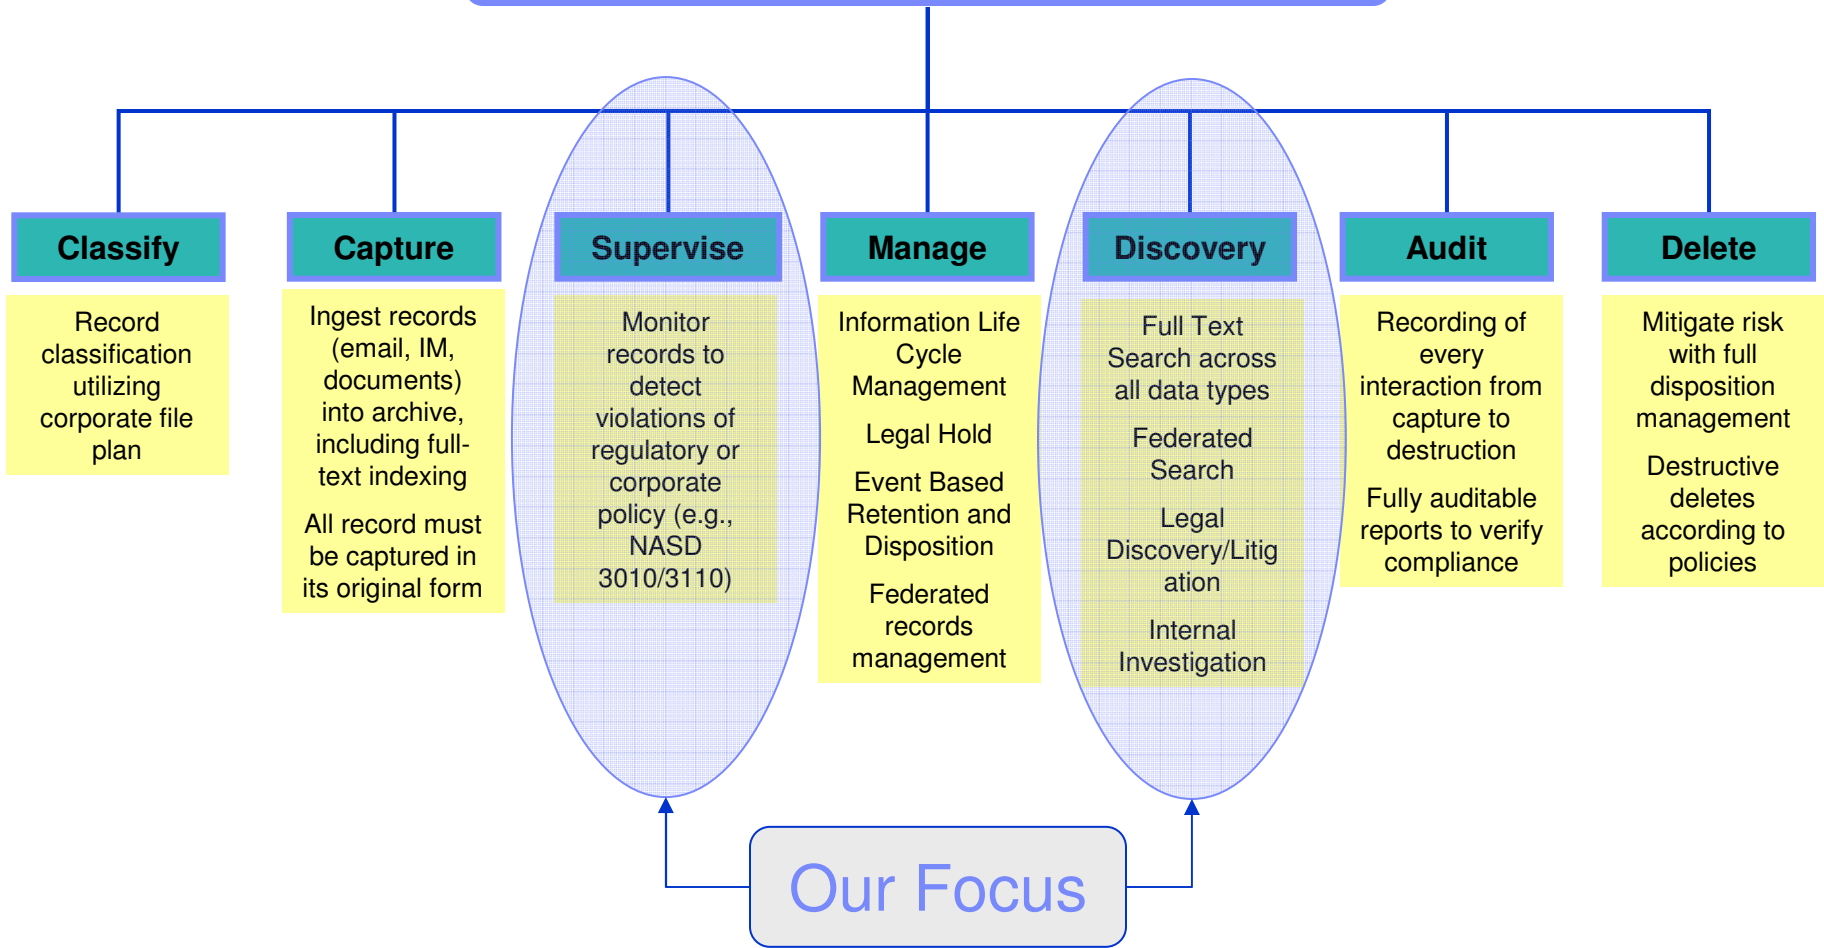 Classify
Record
classification
utilizing
corporate file
plan
Capture
Ingest records
(email, IM,
documents)
into archive,
including full-
text indexing
All record must
be captured in
its original form
Supervise
Monitor
records to
detect
violations of
regulatory or
corporate
policy (e.g.,
NASD
3010/3110)
Manage
Information Life
Cycle
Management
Legal Hold
Event Based
Retention and
Disposition
Federated
records
management
Discovery
Full Text
Search across
all data types
Federated
Search
Legal
Discovery/Litig
ation
Internal
Investigation
Audit
Recording of
every
interaction from
capture to
destruction
Fully auditable
reports to verify
compliance
Delete
Mitigate risk
with full
disposition
management
Destructive
deletes
according to
policies
Our Focus